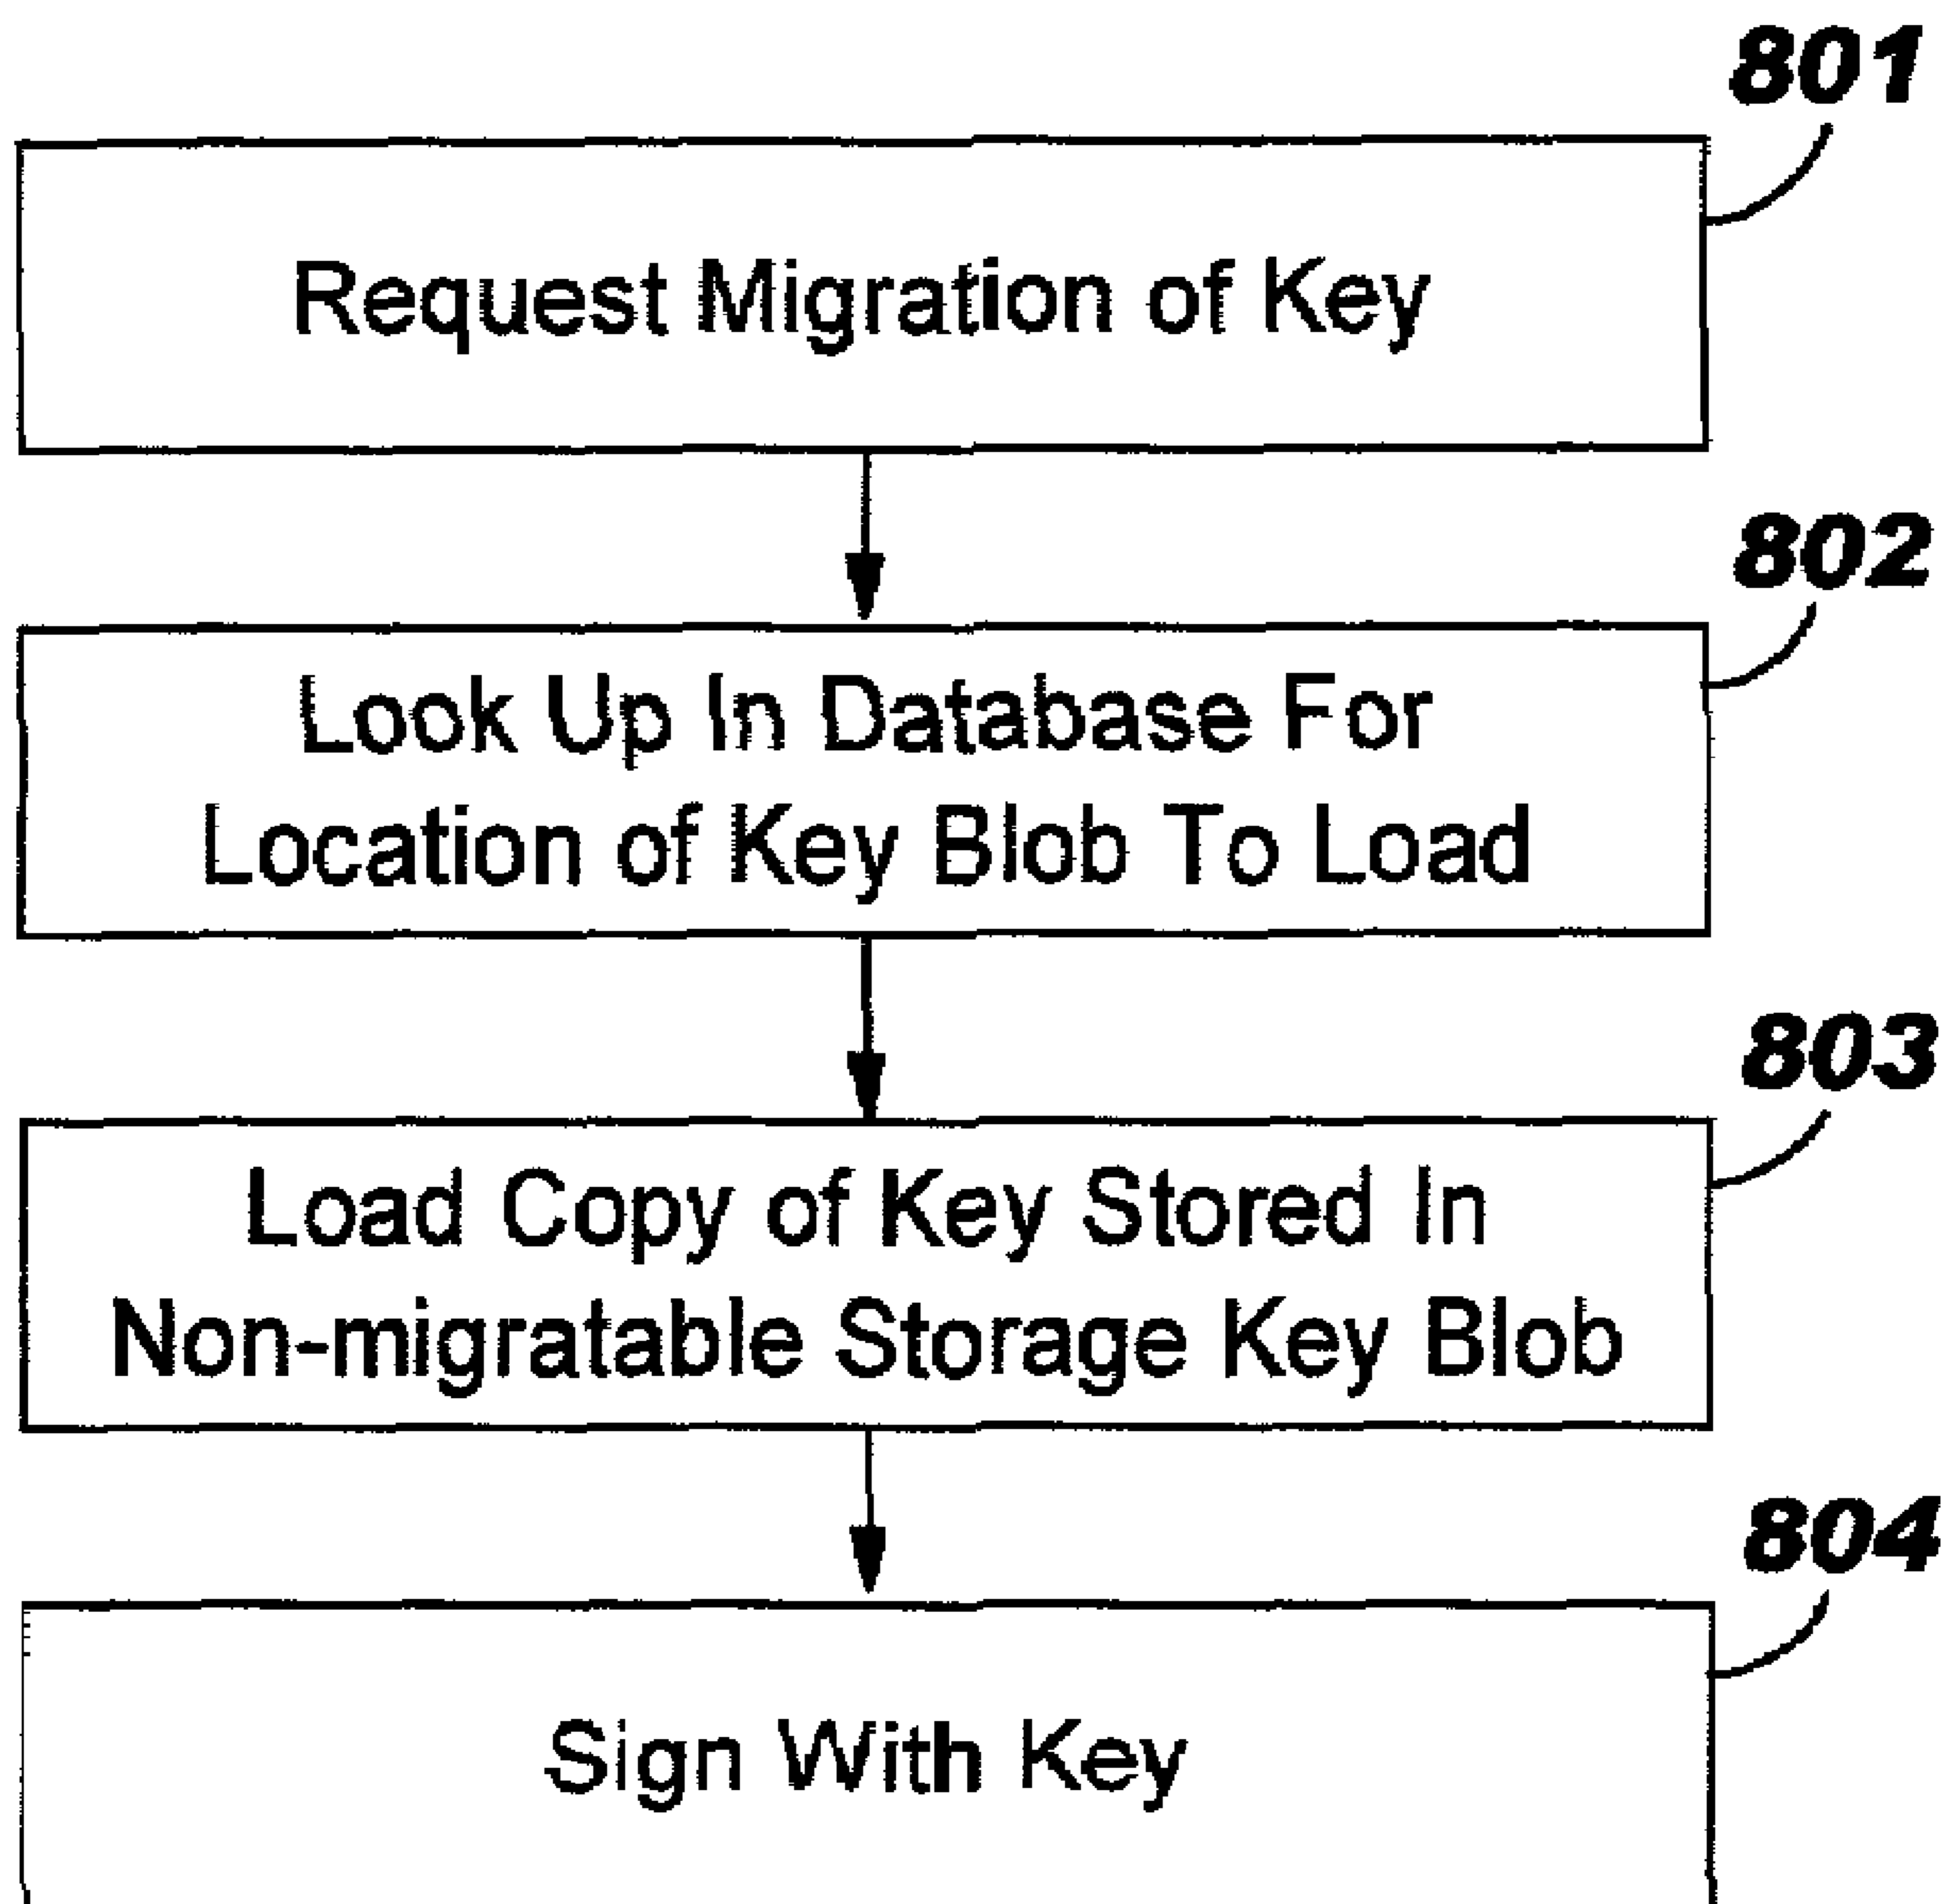 801
Request Migration of Key
802
Look Up In Database For
Location of Key Blob To Load
803
Load Copy of Key Stored In
Non-migratable Storage Key Blob
804
Sign With Key